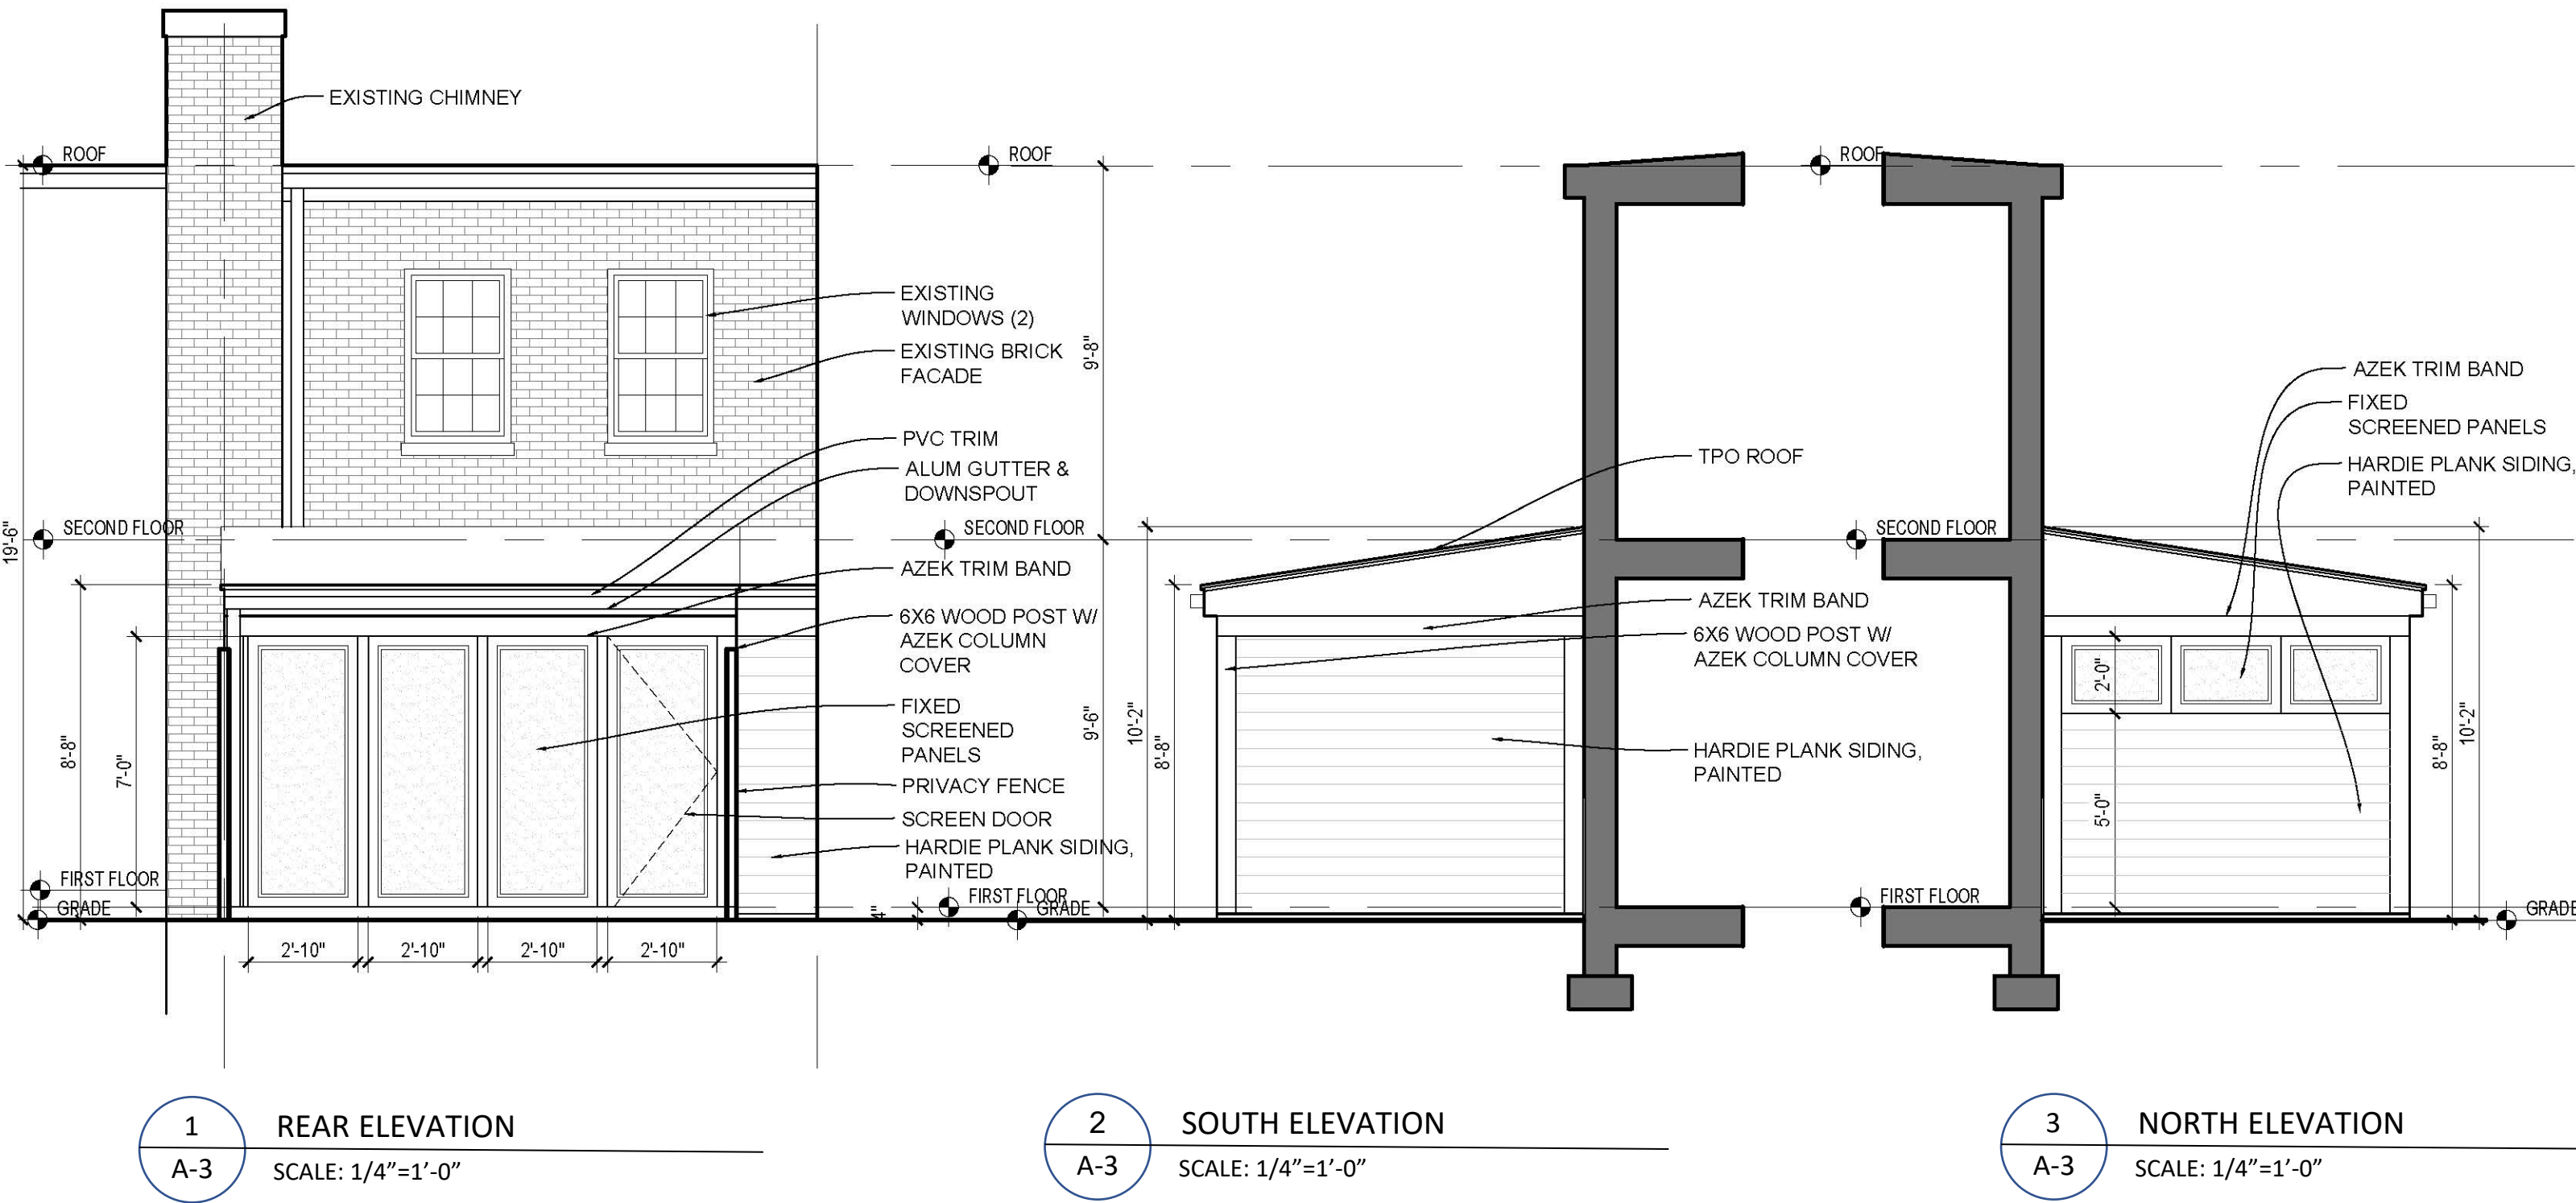 EXISTING CHIMNEY
ROOF
EXISTING
WINDOWS (2)
EXISTING BRICK
FACADE
PVC TRIM
ALUM GUTTER &
DOWNSPOUT
SECOND FLOOR
AZEK TRIM BAND
6X6 WOOD POST W/
AZEK COLUMN
COVER
FIXED
SCREENED
PANELS
PRIVACY FENCE
SCREEN DOOR
HARDIE PLANK SIDING,
PAINTED
FIRST FLOOR
GRADE
19'-6"
8'-8"
7'-0"
2'-10"
2'-10"
2'-10"
2'-10"
1
A-3
REAR ELEVATION
SCALE: 1/4”=1’-0”
ROOF
9'-8"
SECOND FLOOR
9'-6"
10'-2"
8'-8"
4"
FIRST FLOOR
GRADE
TPO ROOF
AZEK TRIM BAND
6X6 WOOD POST W/
AZEK COLUMN COVER
HARDIE PLANK SIDING,
PAINTED
2
A-3
SOUTH ELEVATION
SCALE: 1/4”=1’-0”
ROOF
SECOND FLOOR
FIRST FLOOR
AZEK TRIM BAND
FIXED
SCREENED PANELS
HARDIE PLANK SIDING,
PAINTED
2'-0"
5'-0"
8'-8"
10'-2"
GRADE
3
A-3
NORTH ELEVATION
SCALE: 1/4”=1’-0”